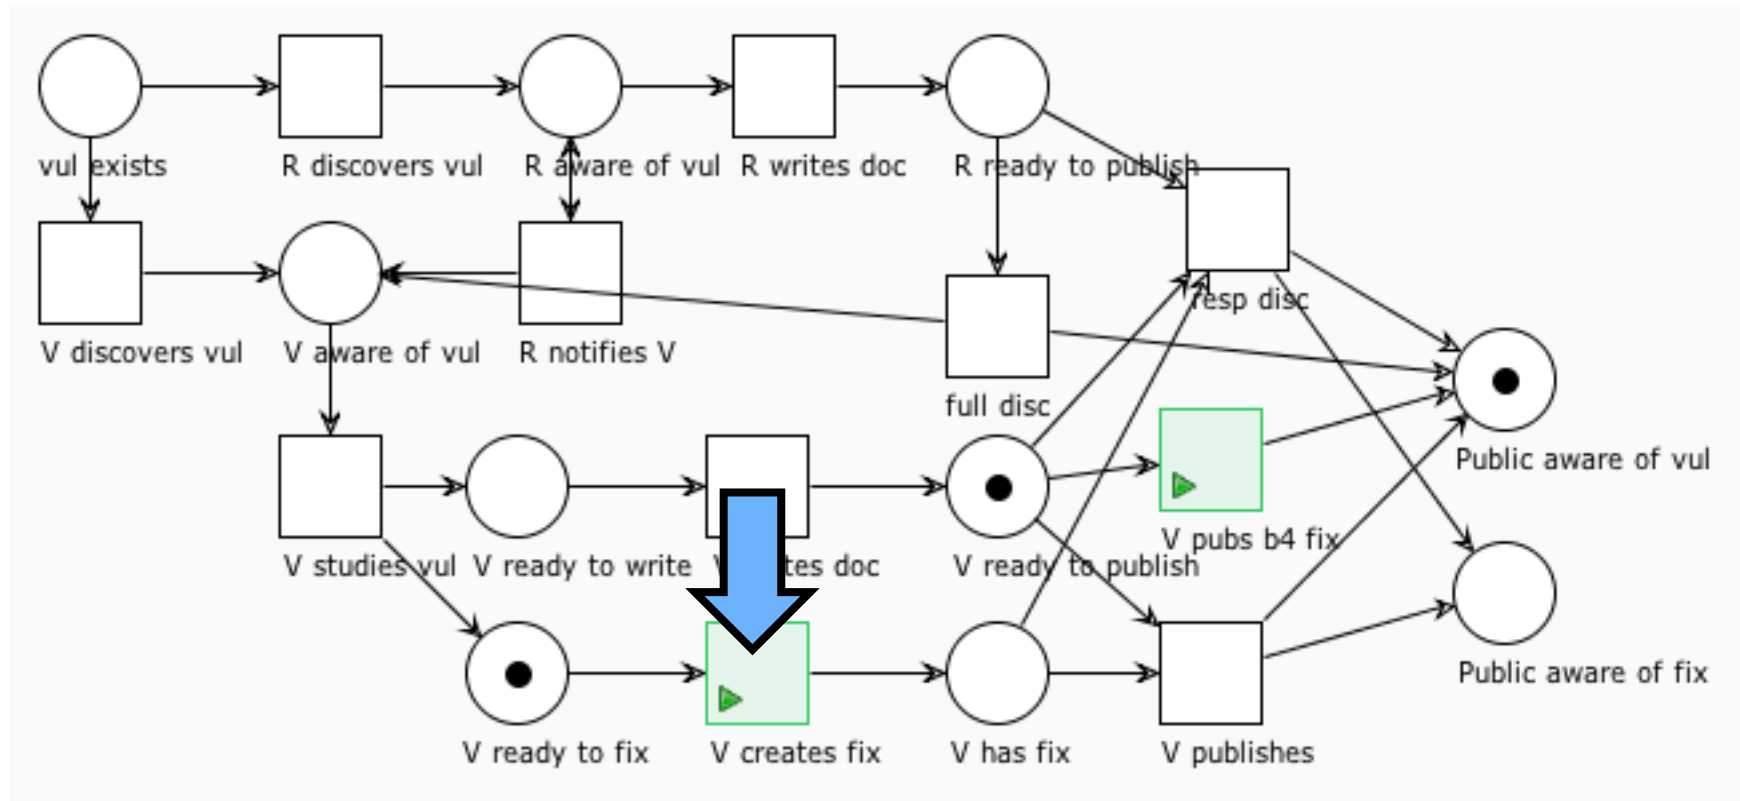 vul exists
R discovers vul
R aware of vul
R writes doc
R ready to publish
V discovers vul
V aware of vul
R notifies V
resp disc
full disc
Public aware of vul
V studies vul
V ready to write
tes doc
V ready to publish
V pubs b4 fix
Public aware of fix
V ready to fix
V creates fix
V has fix
V publishes